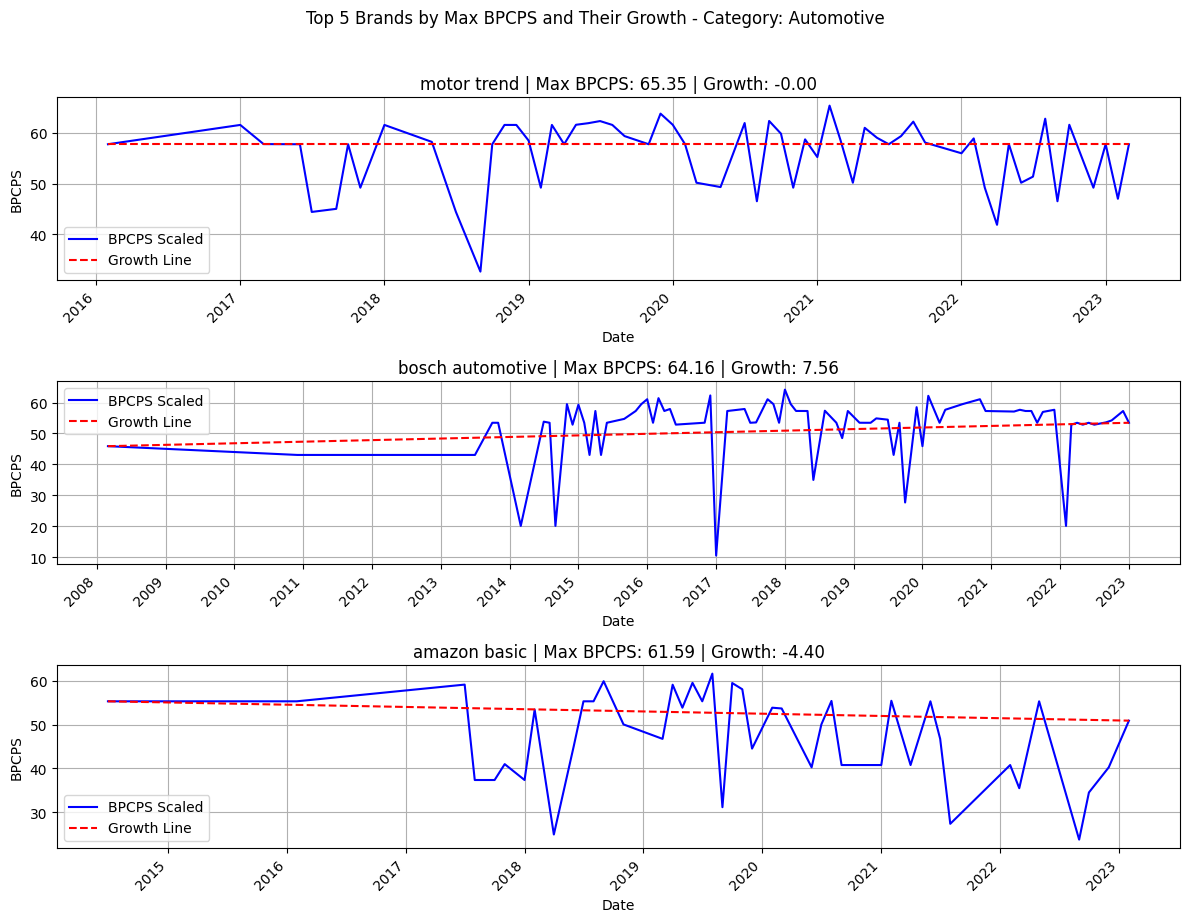 Top 5 Brands by Max BPCPS and Their Growth - Category: Automotive
motor trend | Max BPCPS: 65.35 | Growth: -0.00
60
50
40
BPCPS
BPCPS Scaled
Growth Line
2016
2017
2018
2019
2020
2021
2022
2023
Date
bosch automotive | Max BPCPS: 64.16 | Growth: 7.56
60
50
40
30
20
10
BPCPS
BPCPS Scaled
Growth Line
2008
2009
2010
2011
2012
2013
2014
2015
2016
2017
2018
2019
2020
2021
2022
2023
Date
amazon basic | Max BPCPS: 61.59 | Growth: -4.40
60
50
40
30
BPCPS
BPCPS Scaled
Growth Line
2015
2016
2017
2018
2019
2020
2021
2022
2023
Date